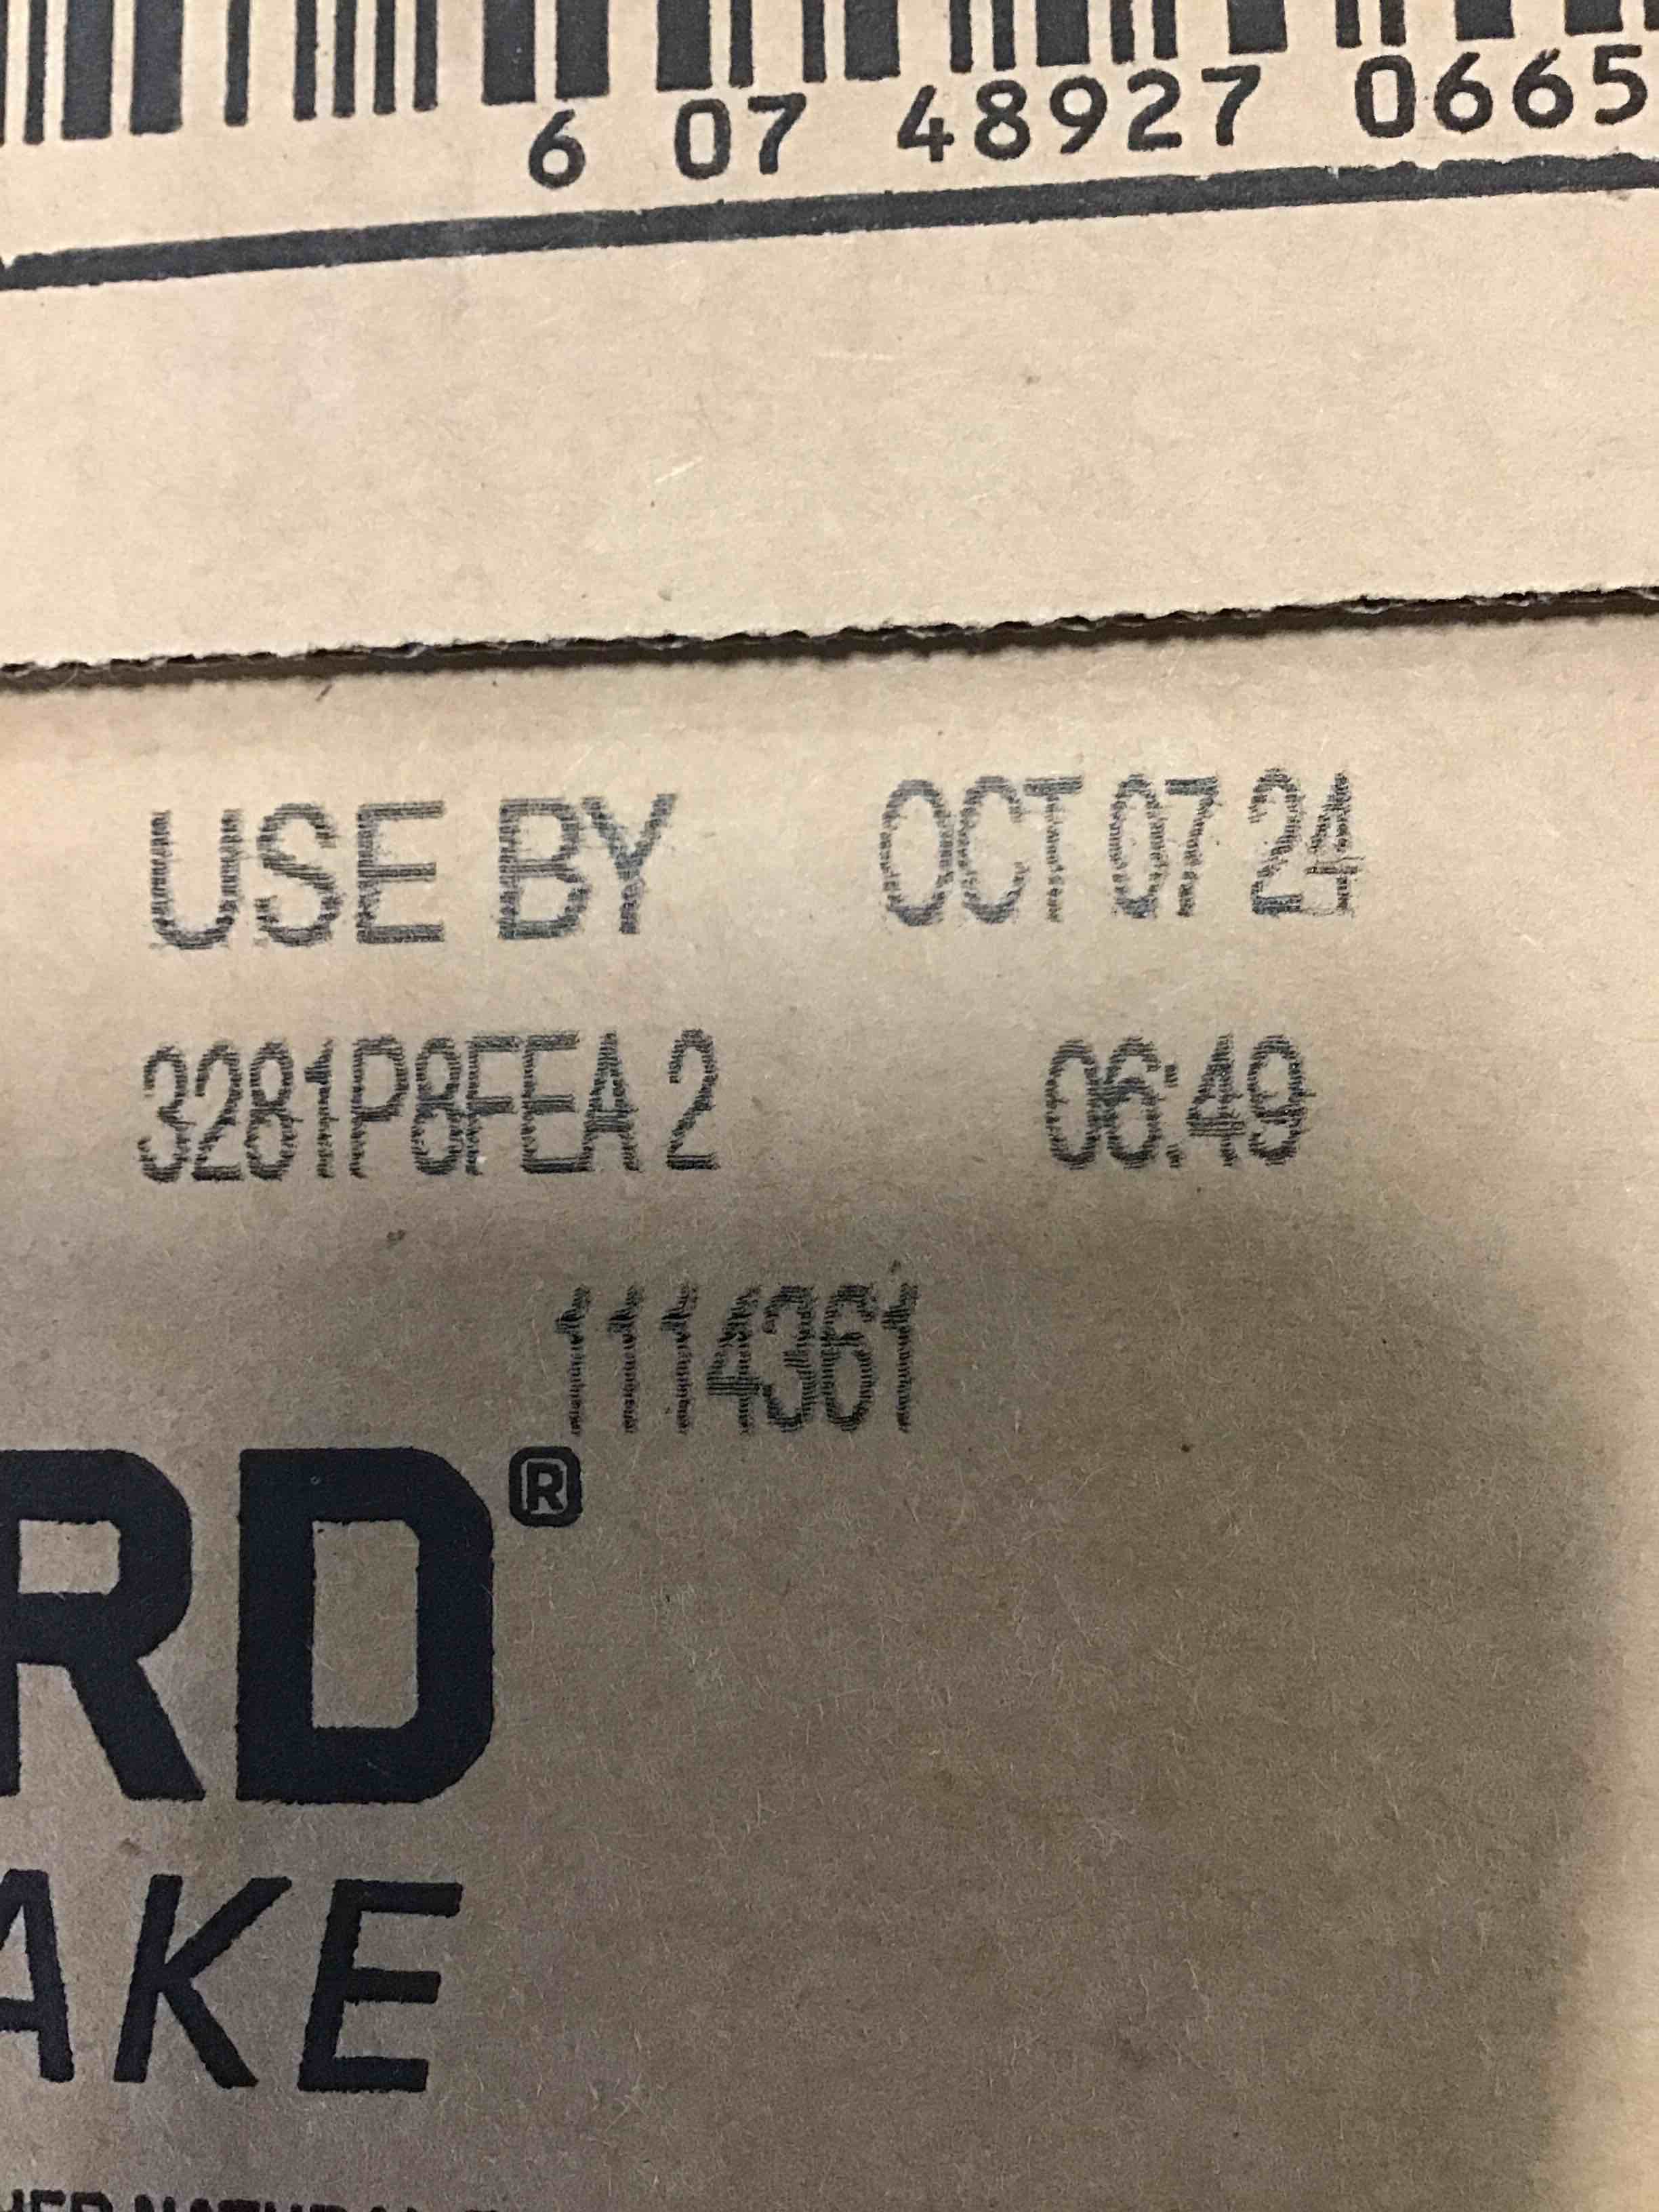 6 07 48927 0665
USE BY OCT 07 24
3281P8FEA 2 06:49
1114361
RD®
AKE